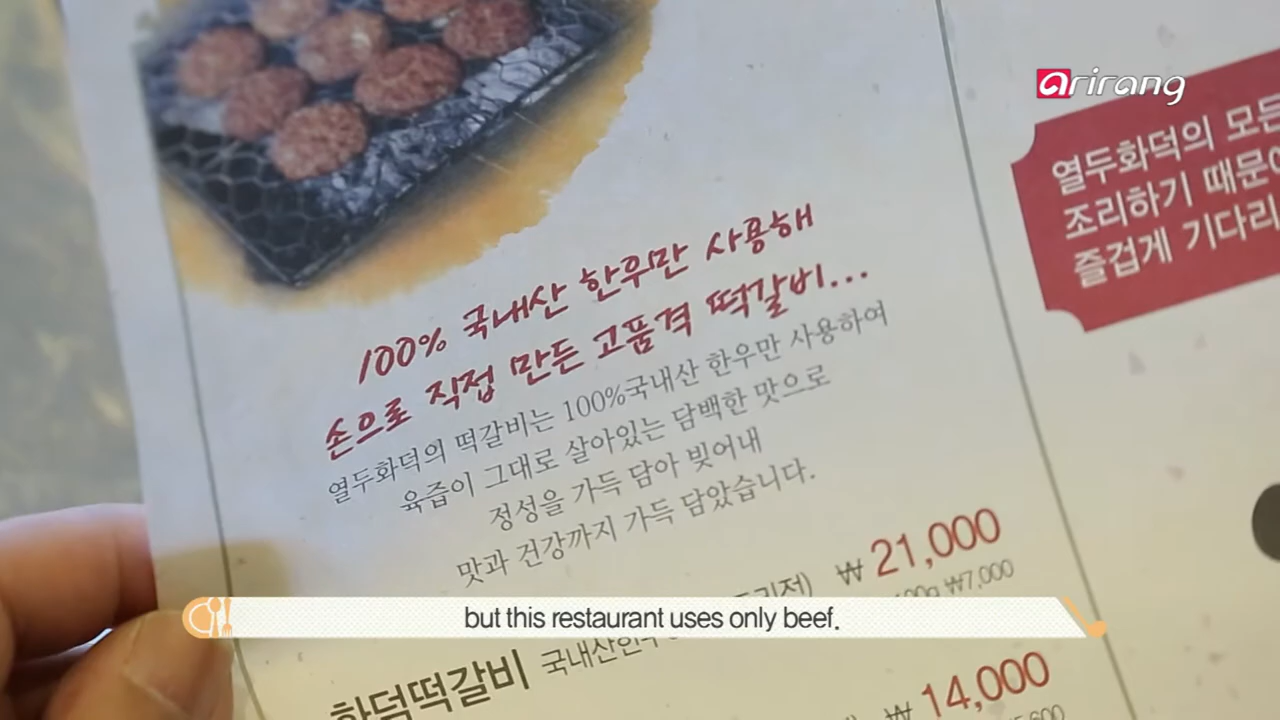 arirang
열두화덕의 모든
조리하기 때문에
즐겁게 기다리
100% 국내산 한우만 사용해
손으로 직접 만든 고품격 떡갈비...
열두화덕의 떡갈비는 100%국내산 한우만 사용하여
육즙이 그대로 살아있는 담백한 맛으로
정성을 가득 담아 빚어내
맛과 건강까지 가득 담았습니다.
₩21,000
100g ₩7,000
but this restaurant uses only beef.
떡갈비 국내산한우
₩14,000